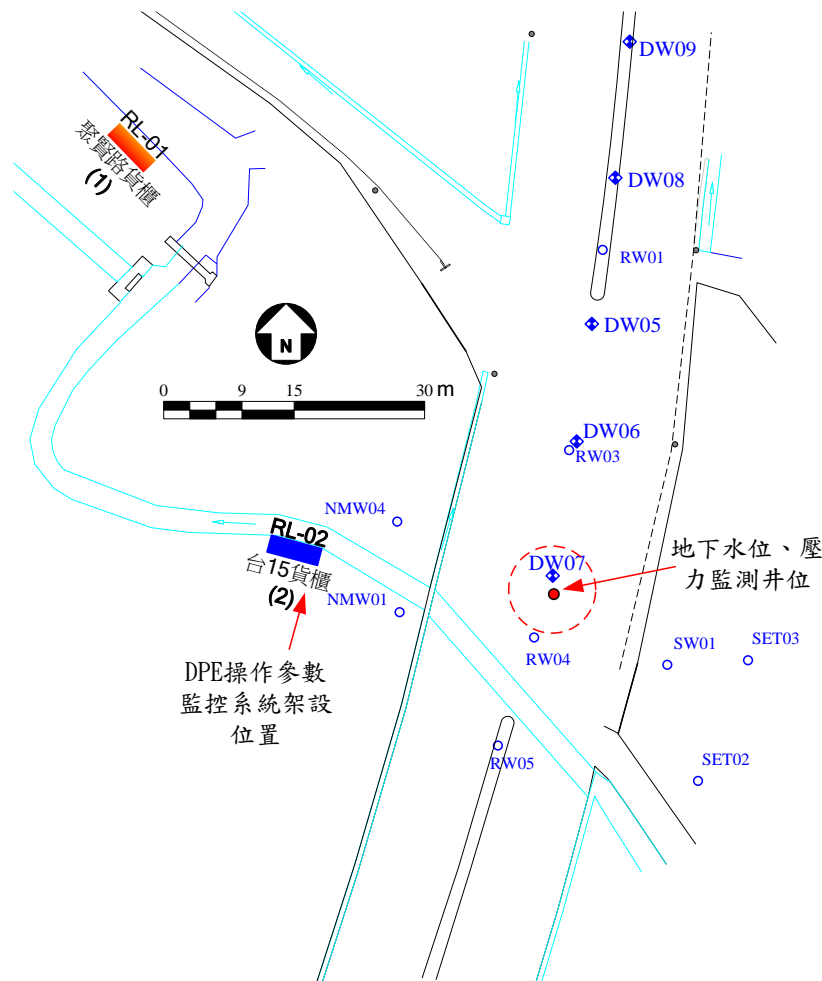 DW09
RL-01
聚賢路貨櫃
(1)
DW08
RW01
DW05
N
0 9 15 30 m
DW06
RW03
NMW04
RL-02
台15貨櫃
(2)
地下水位、壓
力監測井位
DW07
NMW01
RW04
SW01
SET03
DPE操作參數
監控系統架設
位置
RW05
SET02